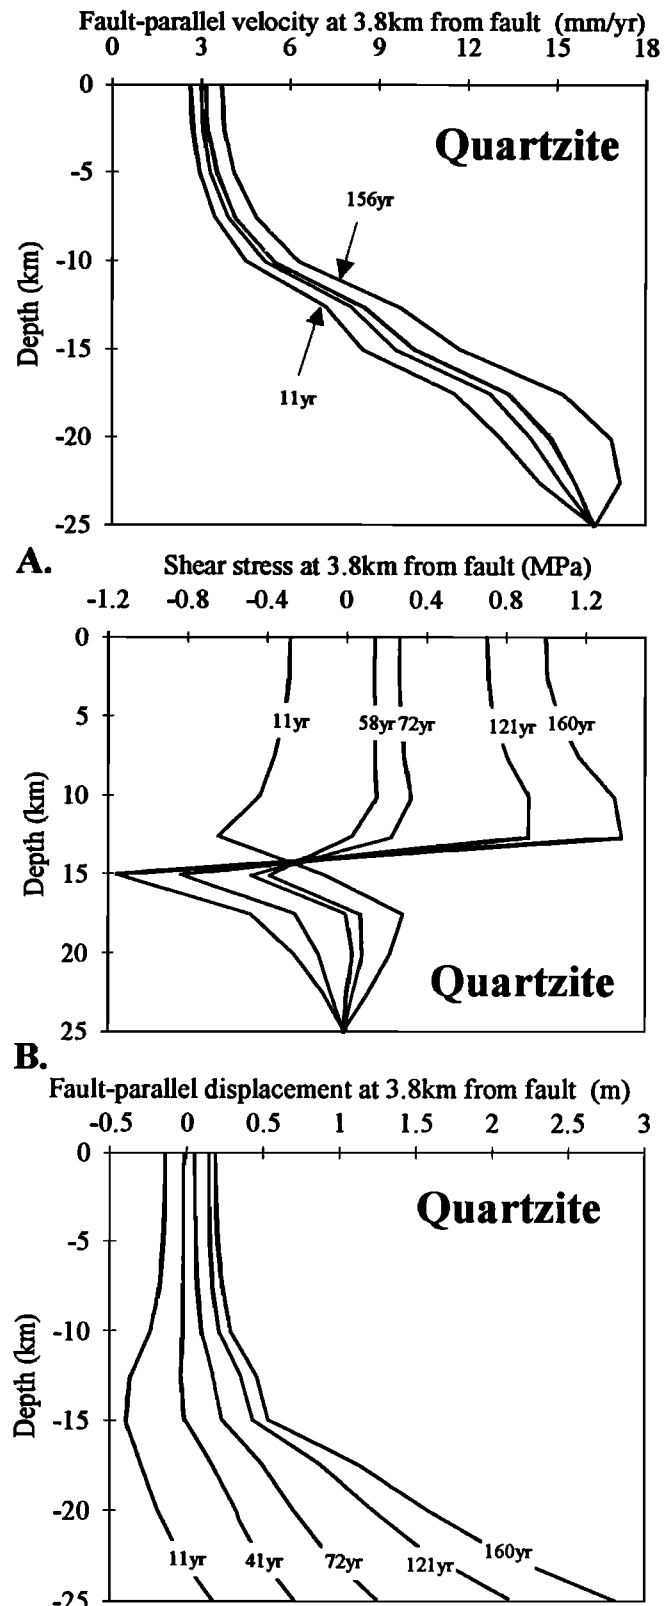 Fault-parallel velocity at 3.8km from fault (mm/yr)
0 3 6 9 12 15 18
0
Quartzite
-5
156yr
Depth (km)
-10
-15
11yr
-20
-25
A.
Shear stress at 3.8km from fault (MPa)
-1.2 -0.8 -0.4 0 0.4 0.8 1.2
0
5
11yr 58yr 72yr 121yr 160yr
Depth (km)
10
15
20
Quartzite
25
B.
Fault-parallel displacement at 3.8km from fault (m)
-0.5 0 0.5 1 1.5 2 2.5 3
0
Quartzite
-5
Depth (km)
-10
-15
-20
11yr 41yr 72yr 121yr 160yr
-25